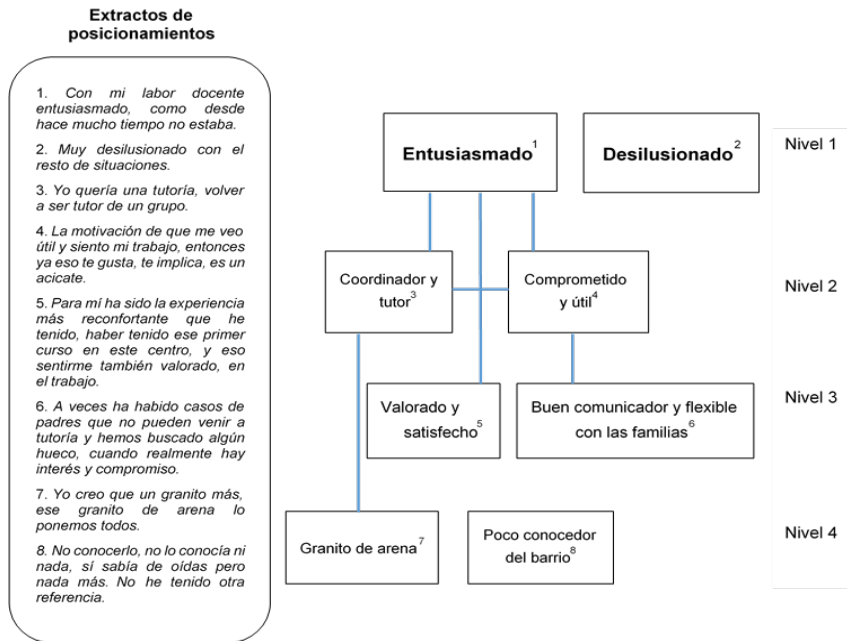 Extractos de
posicionamientos
1. Con mi labor docente
entusiasmado, como desde
hace mucho tiempo no estaba.
2. Muy desilusionado con el
resto de situaciones.
3. Yo quería una tutoría, volver
a ser tutor de un grupo.
4. La motivación de que me veo
útil y siento mi trabajo, entonces
ya eso te gusta, te implica, es un
acicate.
5. Para mí ha sido la experiencia
más reconfortante que he
tenido, haber tenido ese primer
curso en este centro, y eso
sentirme también valorado, en
el trabajo.
6. A veces ha habido casos de
padres que no pueden venir a
tutoría y hemos buscado algún
hueco, cuando realmente hay
interés y compromiso.
7. Yo creo que un granito más,
ese granito de arena lo
ponemos todos.
8. No conocerlo, no lo conocía ni
nada, sí sabía de oídas pero
nada más. No he tenido otra
referencia.
Entusiasmado1
Desilusionado2
Nivel 1
Coordinador y
tutor3
Comprometido
y útil4
Nivel 2
Valorado y
satisfecho5
Buen comunicador y flexible
con las familias6
Nivel 3
Granito de arena7
Poco conocedor
del barrio8
Nivel 4